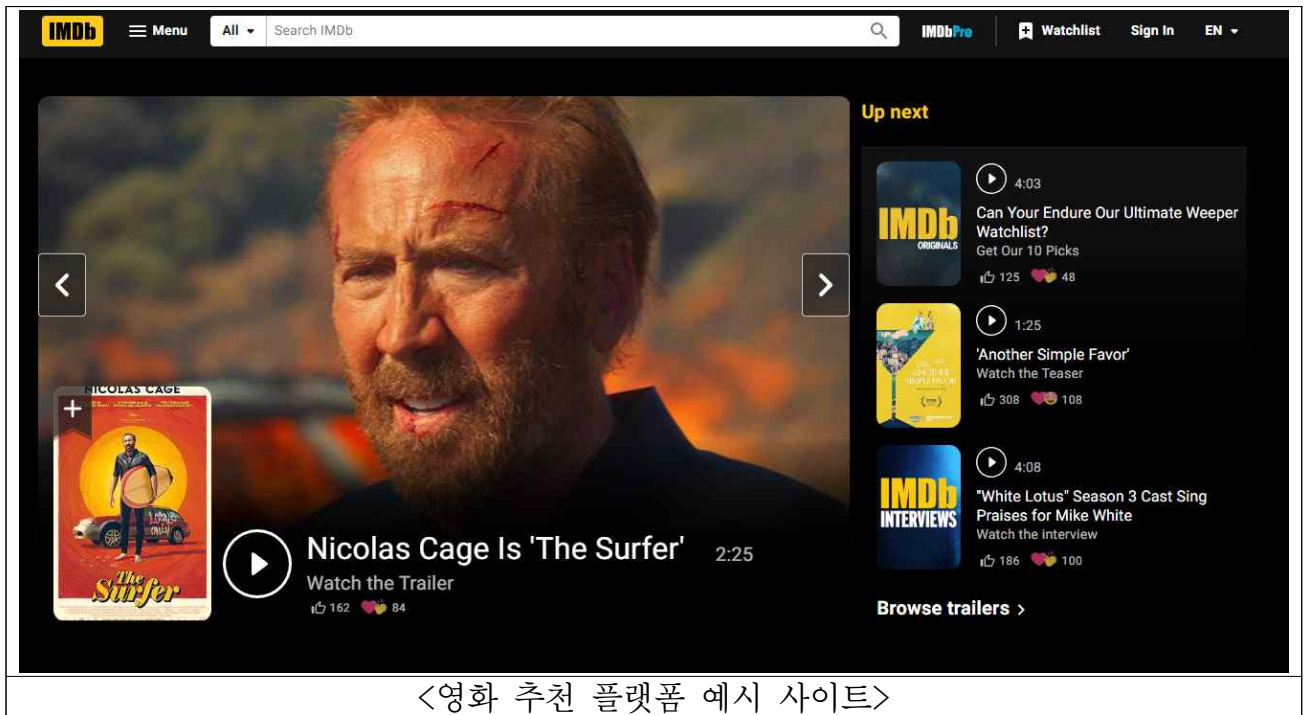 IMDb
Menu
All
Search IMDb
IMDbPro
Watchlist
Sign In
EN
Up next
IMDb
ORIGINALS
4:03
Can Your Endure Our Ultimate Weeper
Watchlist?
Get Our 10 Picks
125
48
ANOTHER
SIMPLE FAVOR
1:25
'Another Simple Favor'
Watch the Teaser
308
108
IMDb
INTERVIEWS
4:08
"White Lotus" Season 3 Cast Sing
Praises for Mike White
Watch the interview
186
100
Browse trailers
NICOLAS CAGE
The
Surfer
Nicolas Cage Is 'The Surfer'
2:25
Watch the Trailer
162
84
<영화 추천 플랫폼 예시 사이트>